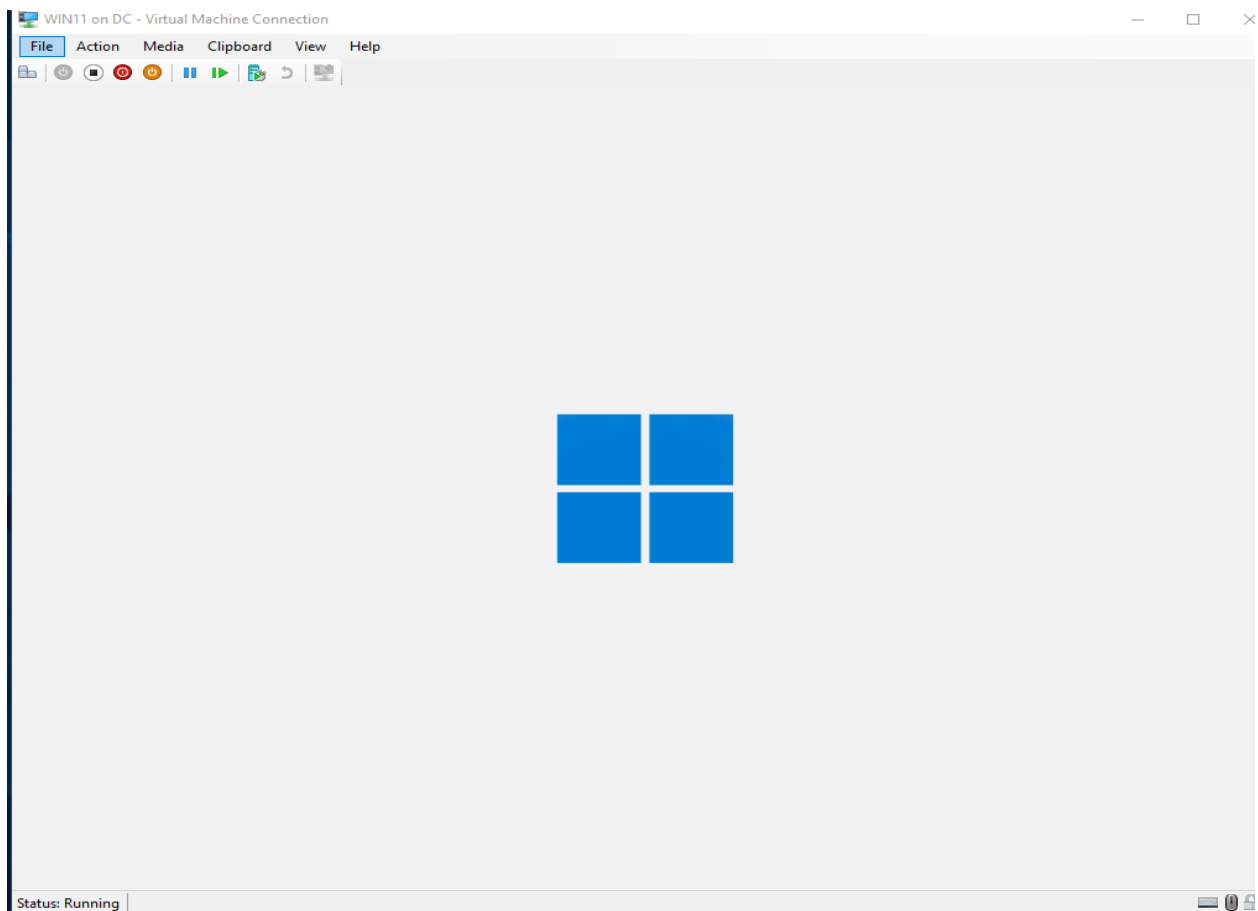 WIN11 on DC - Virtual Machine Connection
File Action Media Clipboard View Help
Status: Running